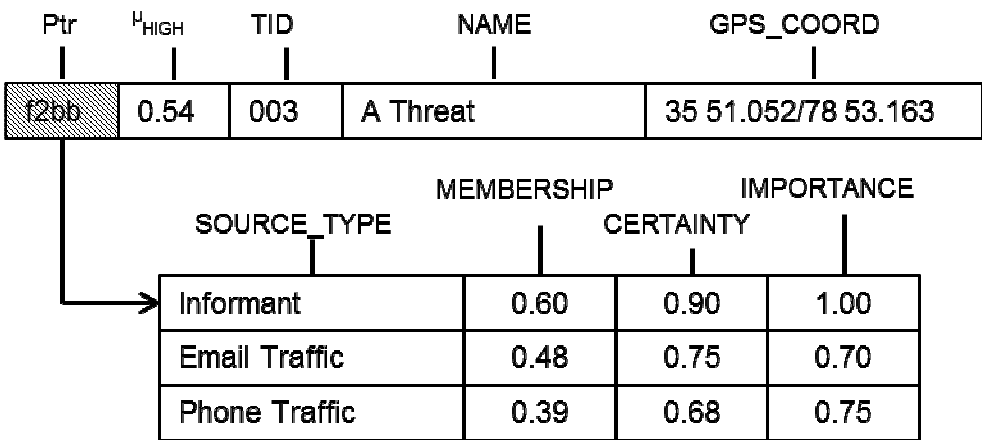 Ptr μHIGH TID NAME GPS_COORD
f2bb 0.54 003 A Threat 35 51.052/78 53.163
MEMBERSHIP IMPORTANCE
SOURCE_TYPE CERTAINTY
Informant 0.60 0.90 1.00
Email Traffic 0.48 0.75 0.70
Phone Traffic 0.39 0.68 0.75